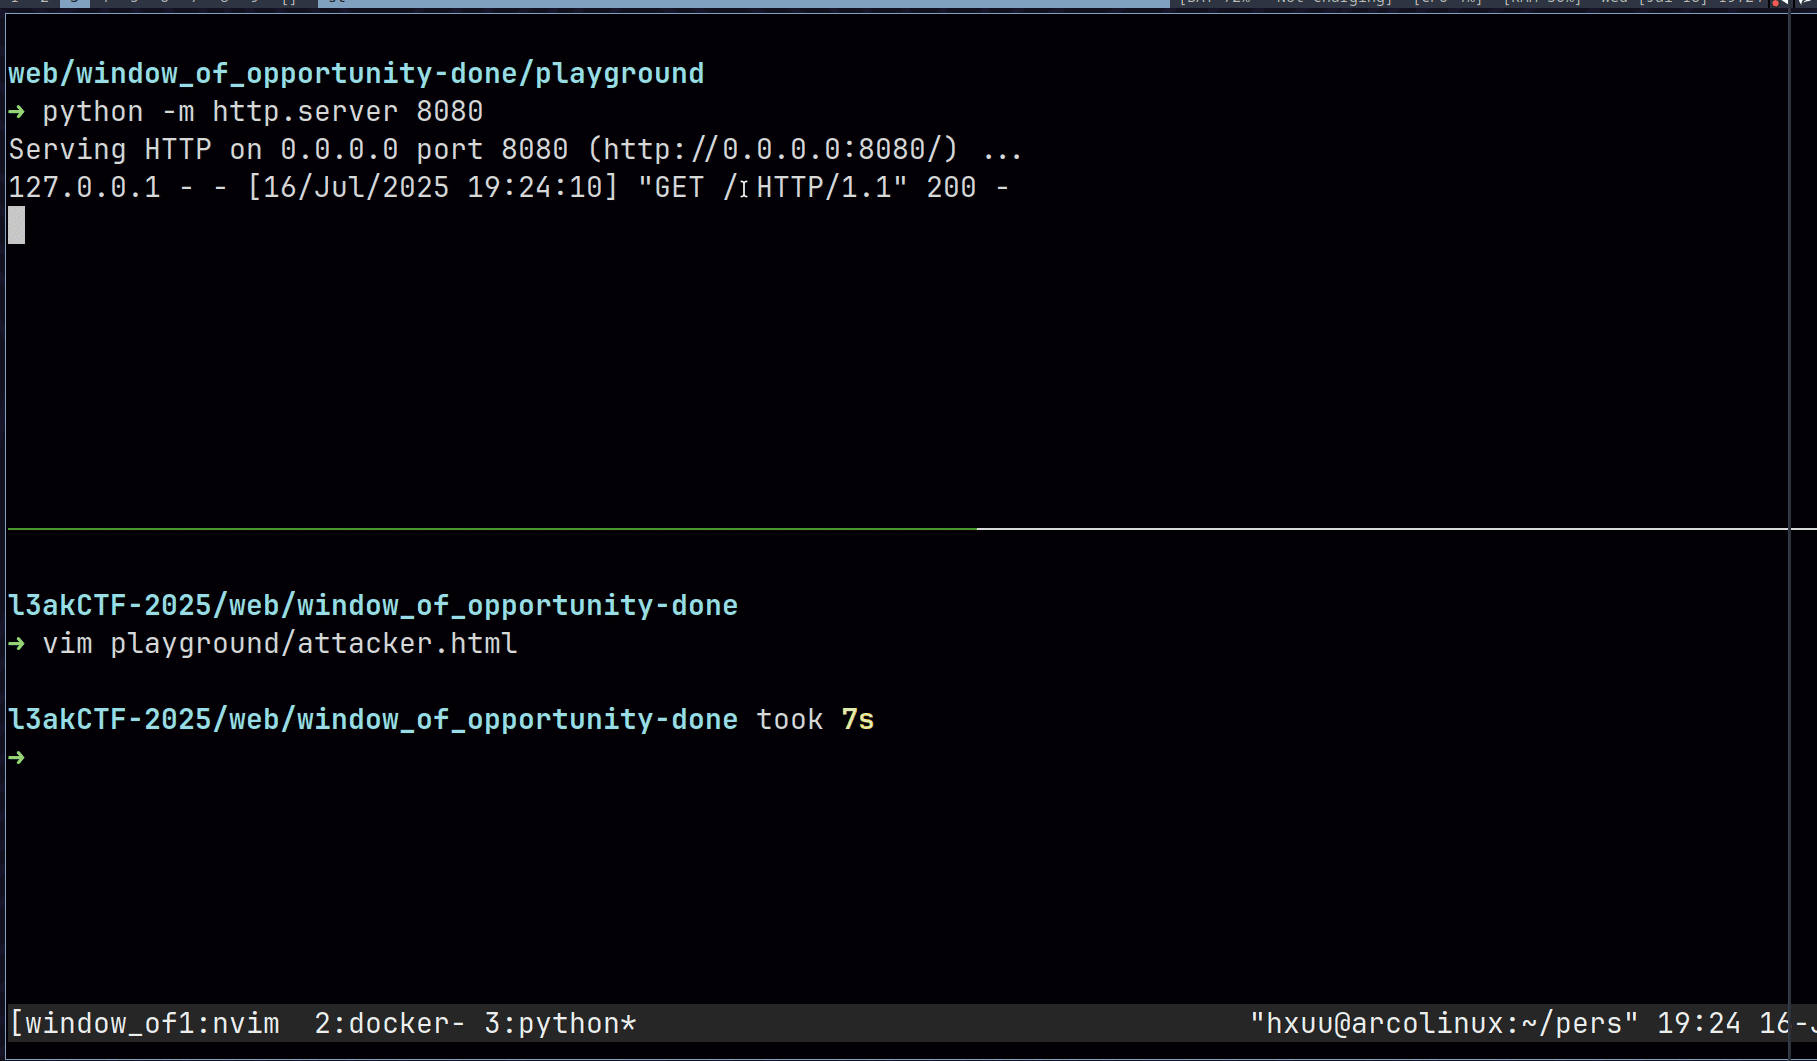 web/window_of_opportunity-done/playground
➜ python -m http.server 8080
Serving HTTP on 0.0.0.0 port 8080 (http://0.0.0.0:8080/) ...
127.0.0.1 - - [16/Jul/2025 19:24:10] "GET / HTTP/1.1" 200 -
l3akCTF-2025/web/window_of_opportunity-done
➜ vim playground/attacker.html
l3akCTF-2025/web/window_of_opportunity-done took 7s
➜
[window_of1:nvim 2:docker- 3:python* "hxuu@arcolinux:~/pers" 19:24 16-J